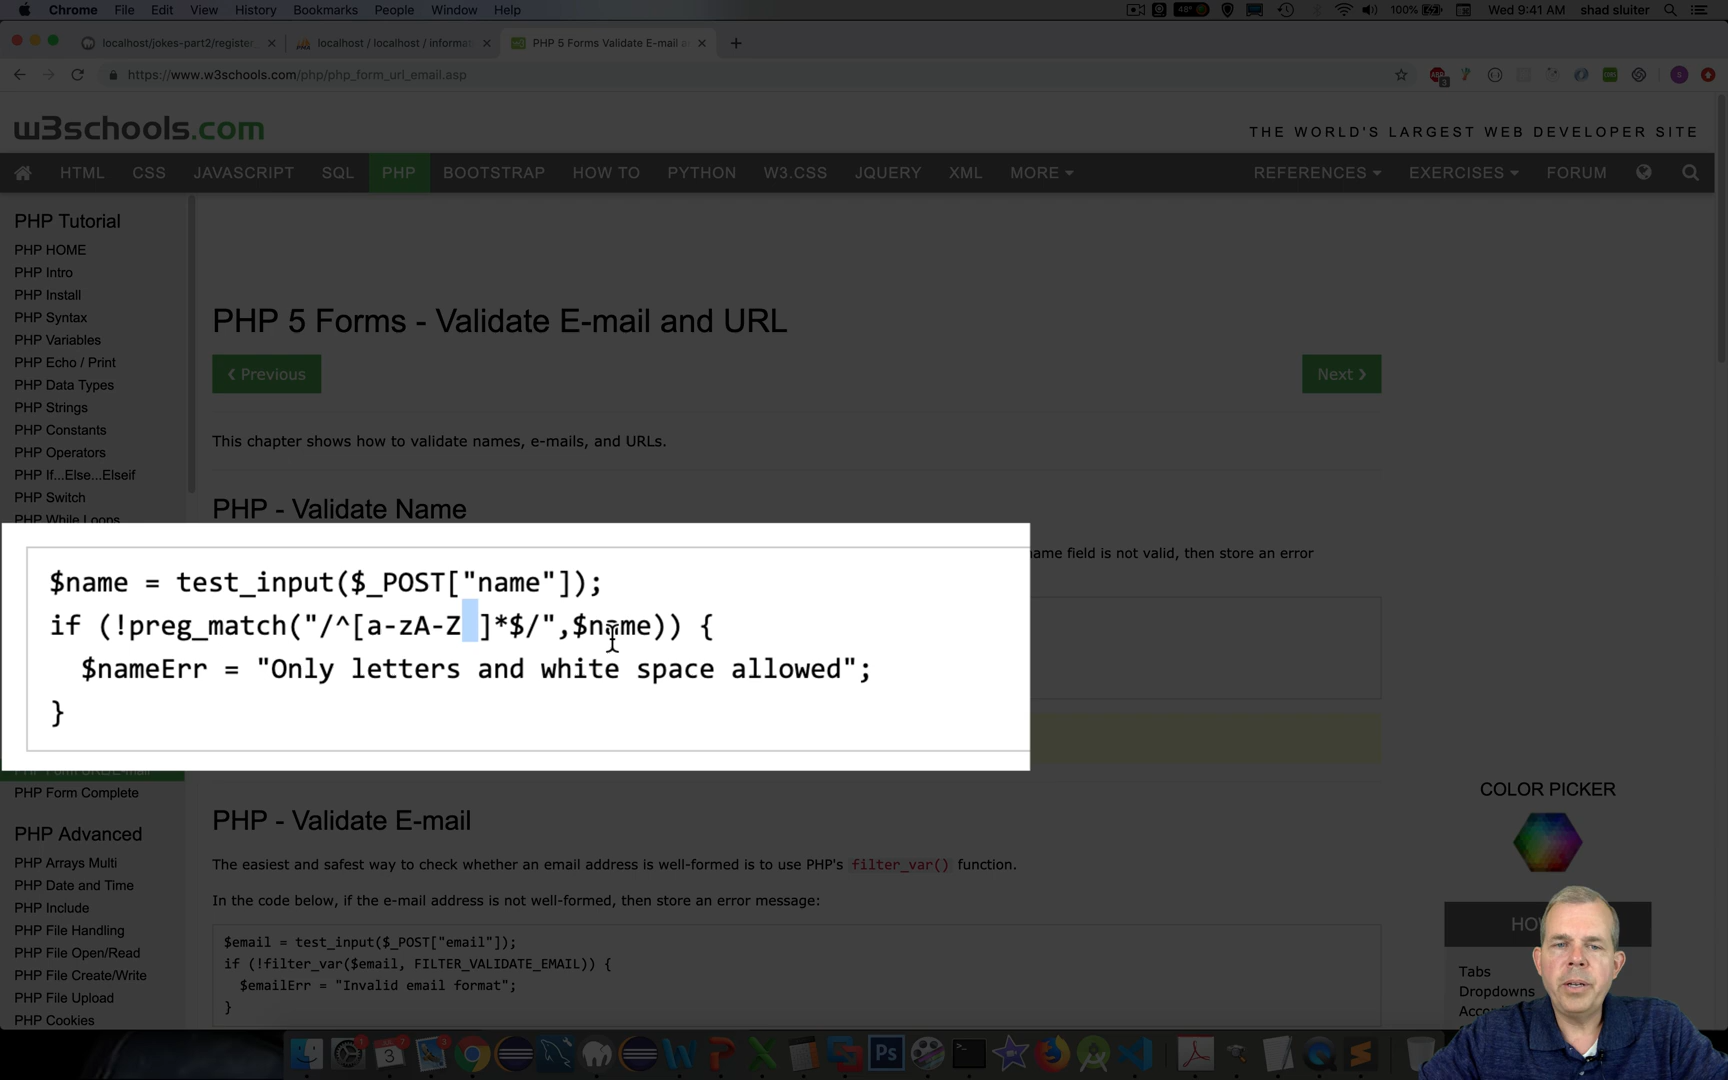 Chrome File Edit View History Bookmarks People Window Help
48° 100% Wed 9:41 AM shad sluiter
localhost/jokes-part2/register
localhost / localhost / informat
PHP 5 Forms Validate E-mail a
https://www.w3schools.com/php/php_form_url_email.asp
w3schools.com
THE WORLD'S LARGEST WEB DEVELOPER SITE
HTML CSS JAVASCRIPT SQL PHP BOOTSTRAP HOW TO PYTHON W3.CSS JQUERY XML MORE REFERENCES EXERCISES FORUM
PHP Tutorial
PHP HOME
PHP Intro
PHP Install
PHP Syntax
PHP Variables
PHP Echo / Print
PHP Data Types
PHP Strings
PHP Constants
PHP Operators
PHP If...Else...Elseif
PHP Switch
PHP While Loops
PHP Form URL/E-mail
PHP Form Complete
PHP Advanced
PHP Arrays Multi
PHP Date and Time
PHP Include
PHP File Handling
PHP File Open/Read
PHP File Create/Write
PHP File Upload
PHP Cookies
PHP 5 Forms - Validate E-mail and URL
❮ Previous
Next ❯
This chapter shows how to validate names, e-mails, and URLs.
PHP - Validate Name
name field is not valid, then store an error
$name = test_input($_POST["name"]);
if (!preg_match("/^[a-zA-Z ]*$/",$name)) {
$nameErr = "Only letters and white space allowed";
}
PHP - Validate E-mail
The easiest and safest way to check whether an email address is well-formed is to use PHP's filter_var() function.
In the code below, if the e-mail address is not well-formed, then store an error message:
$email = test_input($_POST["email"]);
if (!filter_var($email, FILTER_VALIDATE_EMAIL)) {
$emailErr = "Invalid email format";
}
COLOR PICKER
HO
Tabs
Dropdowns
Acco